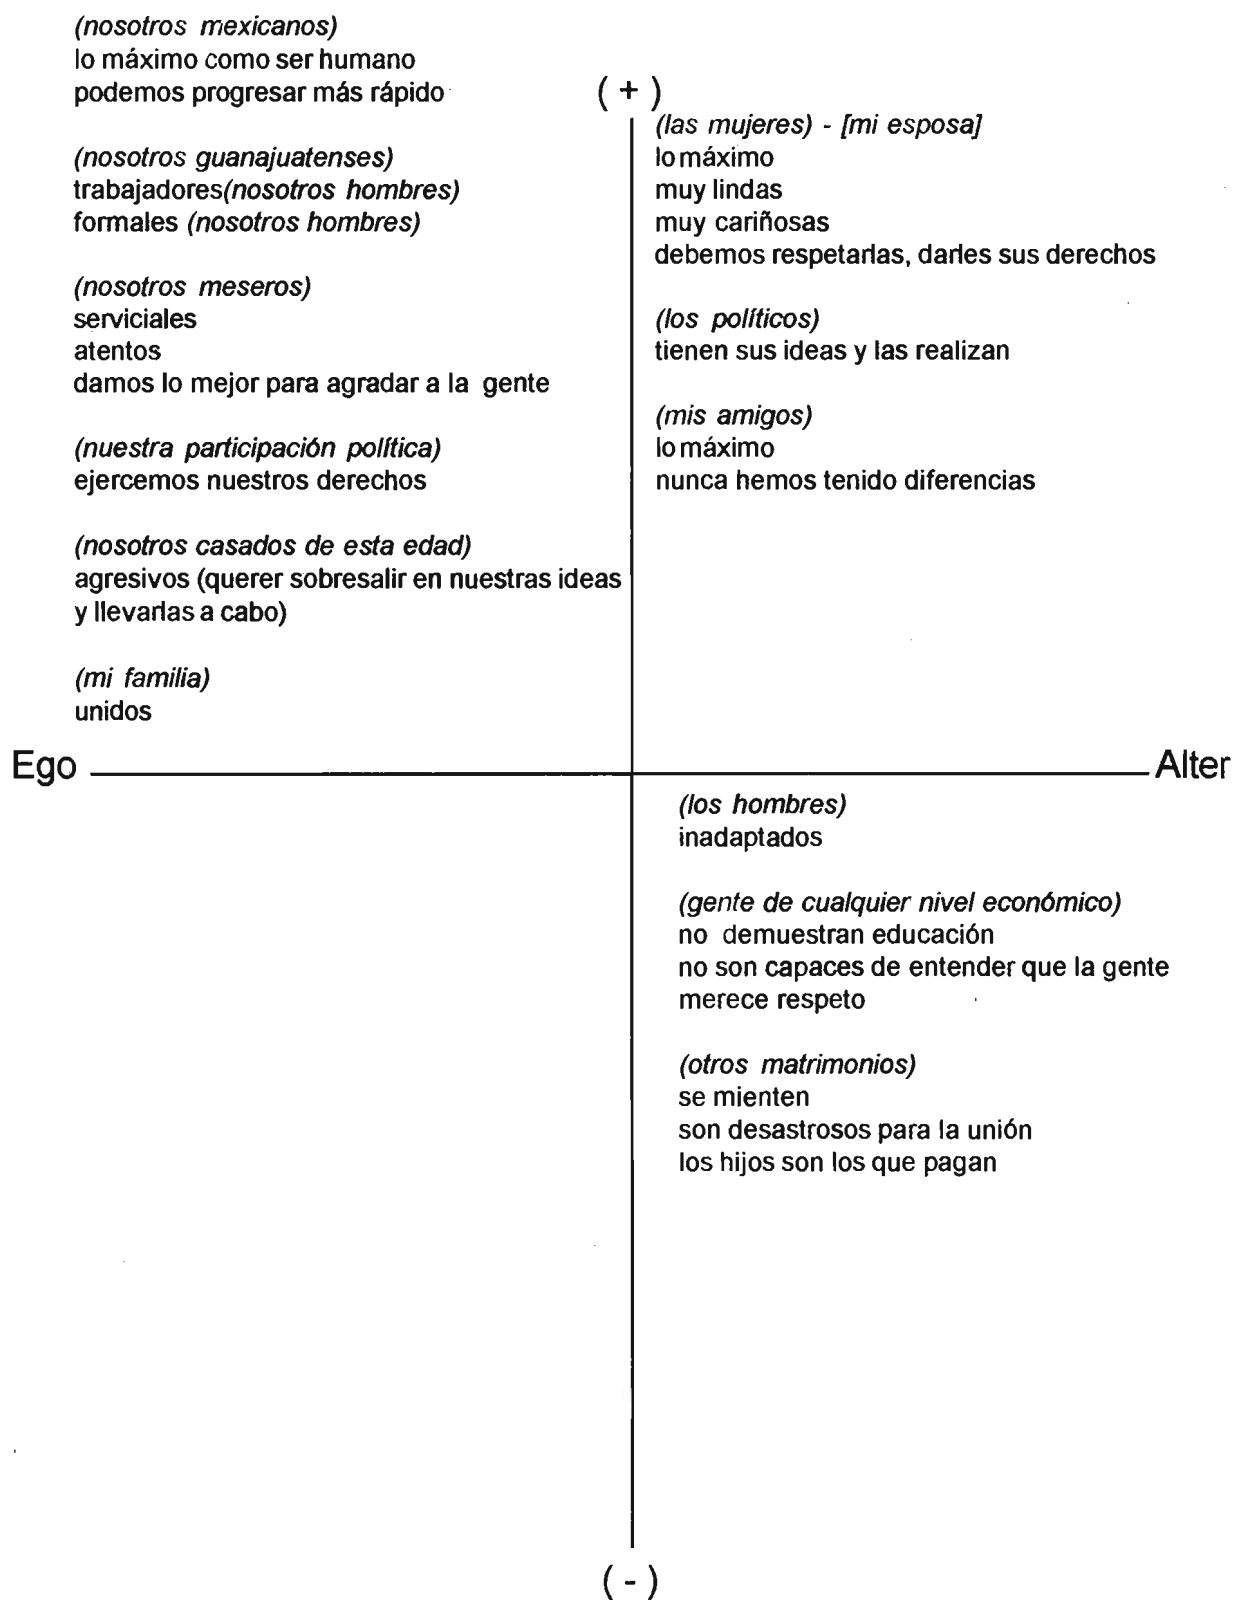 (nosotros mexicanos)
lo máximo como ser humano
podemos progresar más rápido
(nosotros guanajuatenses)
trabajadores(nosotros hombres)
formales (nosotros hombres)
(nosotros meseros)
serviciales
atentos
damos lo mejor para agradar a la gente
(nuestra participación política)
ejercemos nuestros derechos
(nosotros casados de esta edad)
agresivos (querer sobresalir en nuestras ideas
y llevarlas a cabo)
(mi familia)
unidos
( + )
(las mujeres) - [mi esposa]
lo máximo
muy lindas
muy cariñosas
debemos respetarlas, darles sus derechos
(los políticos)
tienen sus ideas y las realizan
(mis amigos)
lo máximo
nunca hemos tenido diferencias
Ego
Alter
(los hombres)
inadaptados
(gente de cualquier nivel económico)
no demuestran educación
no son capaces de entender que la gente
merece respeto
(otros matrimonios)
se mienten
son desastrosos para la unión
los hijos son los que pagan
( - )